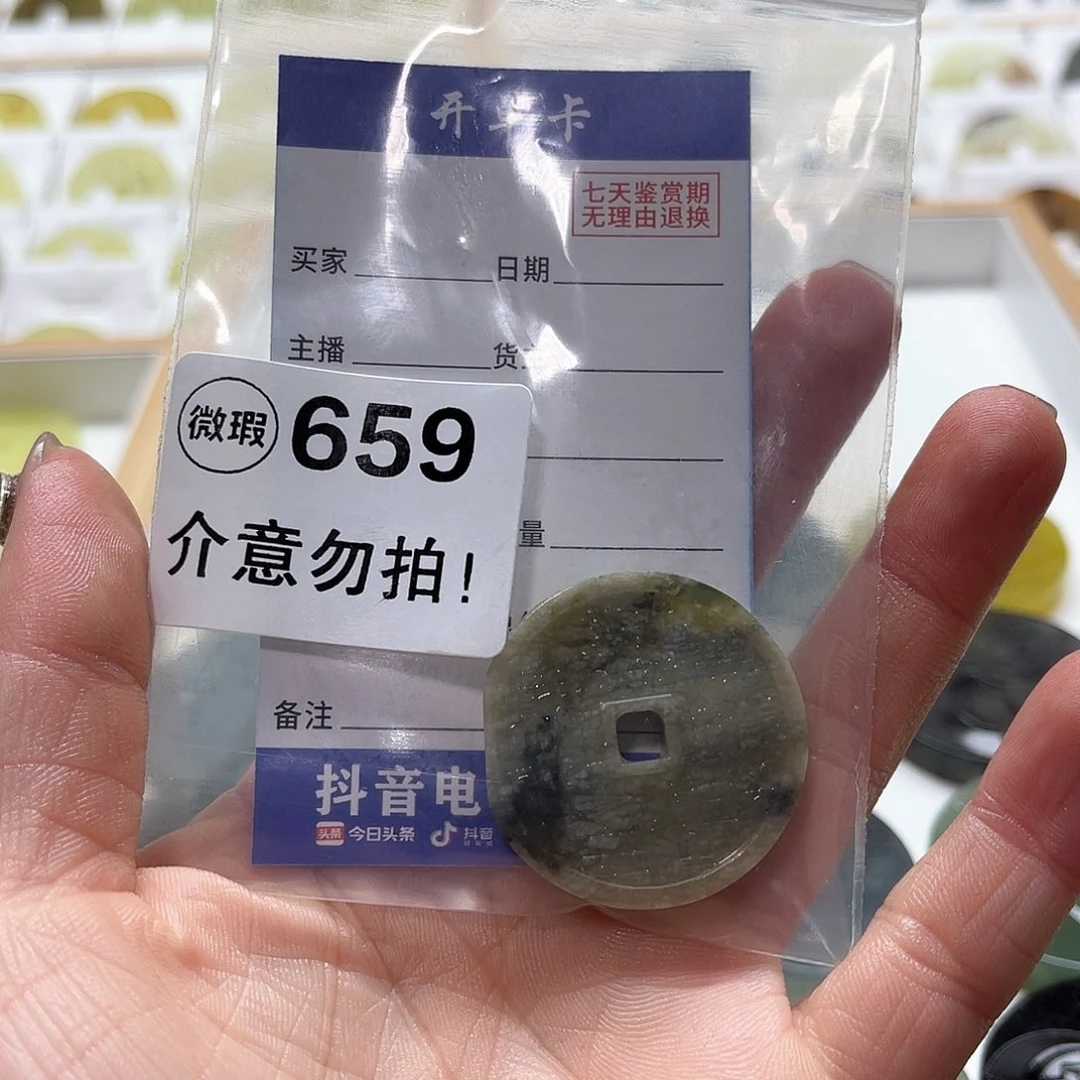 开单卡
七天鉴赏期
无理由退换
买家 日期
主播 货
微瑕 659
介意勿拍!
量
备注
抖音电
头条 今日头条 抖音